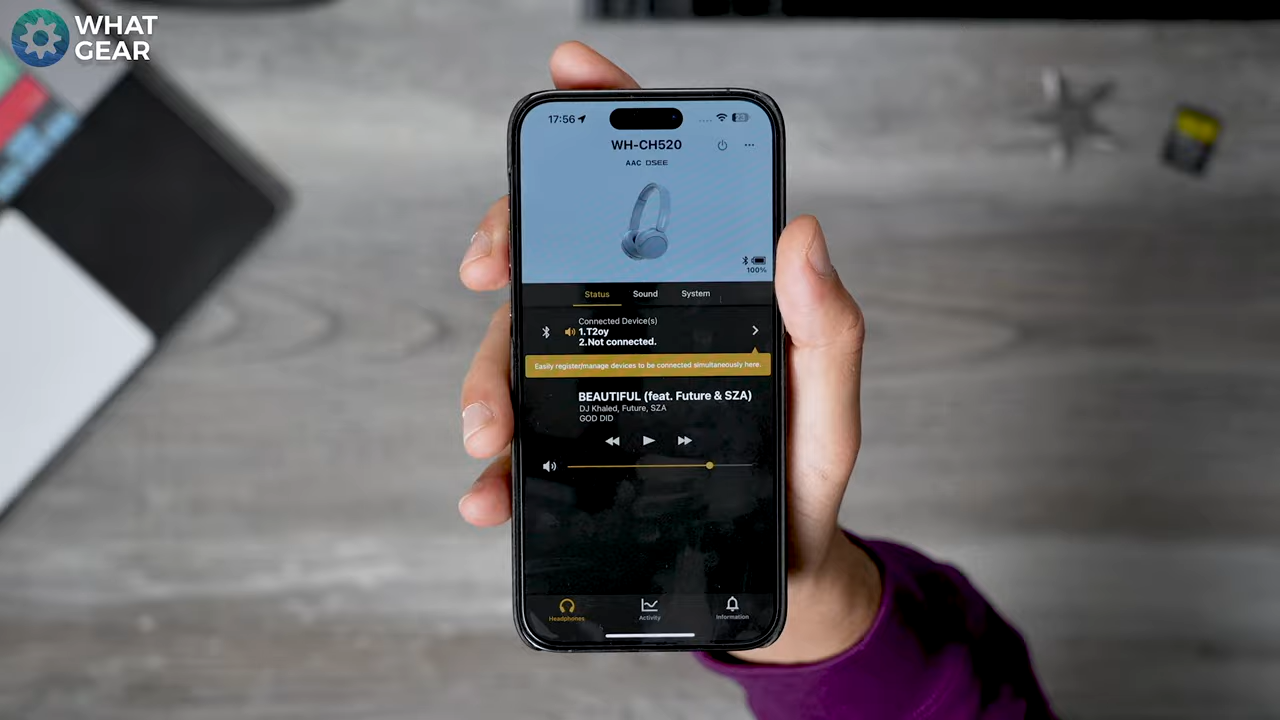 WHAT
GEAR
17:56
WH-CH520
AAC DSEE
100%
Status Sound System
Connected Device(s)
1.T2oy
2.Not connected.
Easily register/manage devices to be connected simultaneously here.
BEAUTIFUL (feat. Future & SZA)
DJ Khaled, Future, SZA
GOD DID
Headphones Activity Information